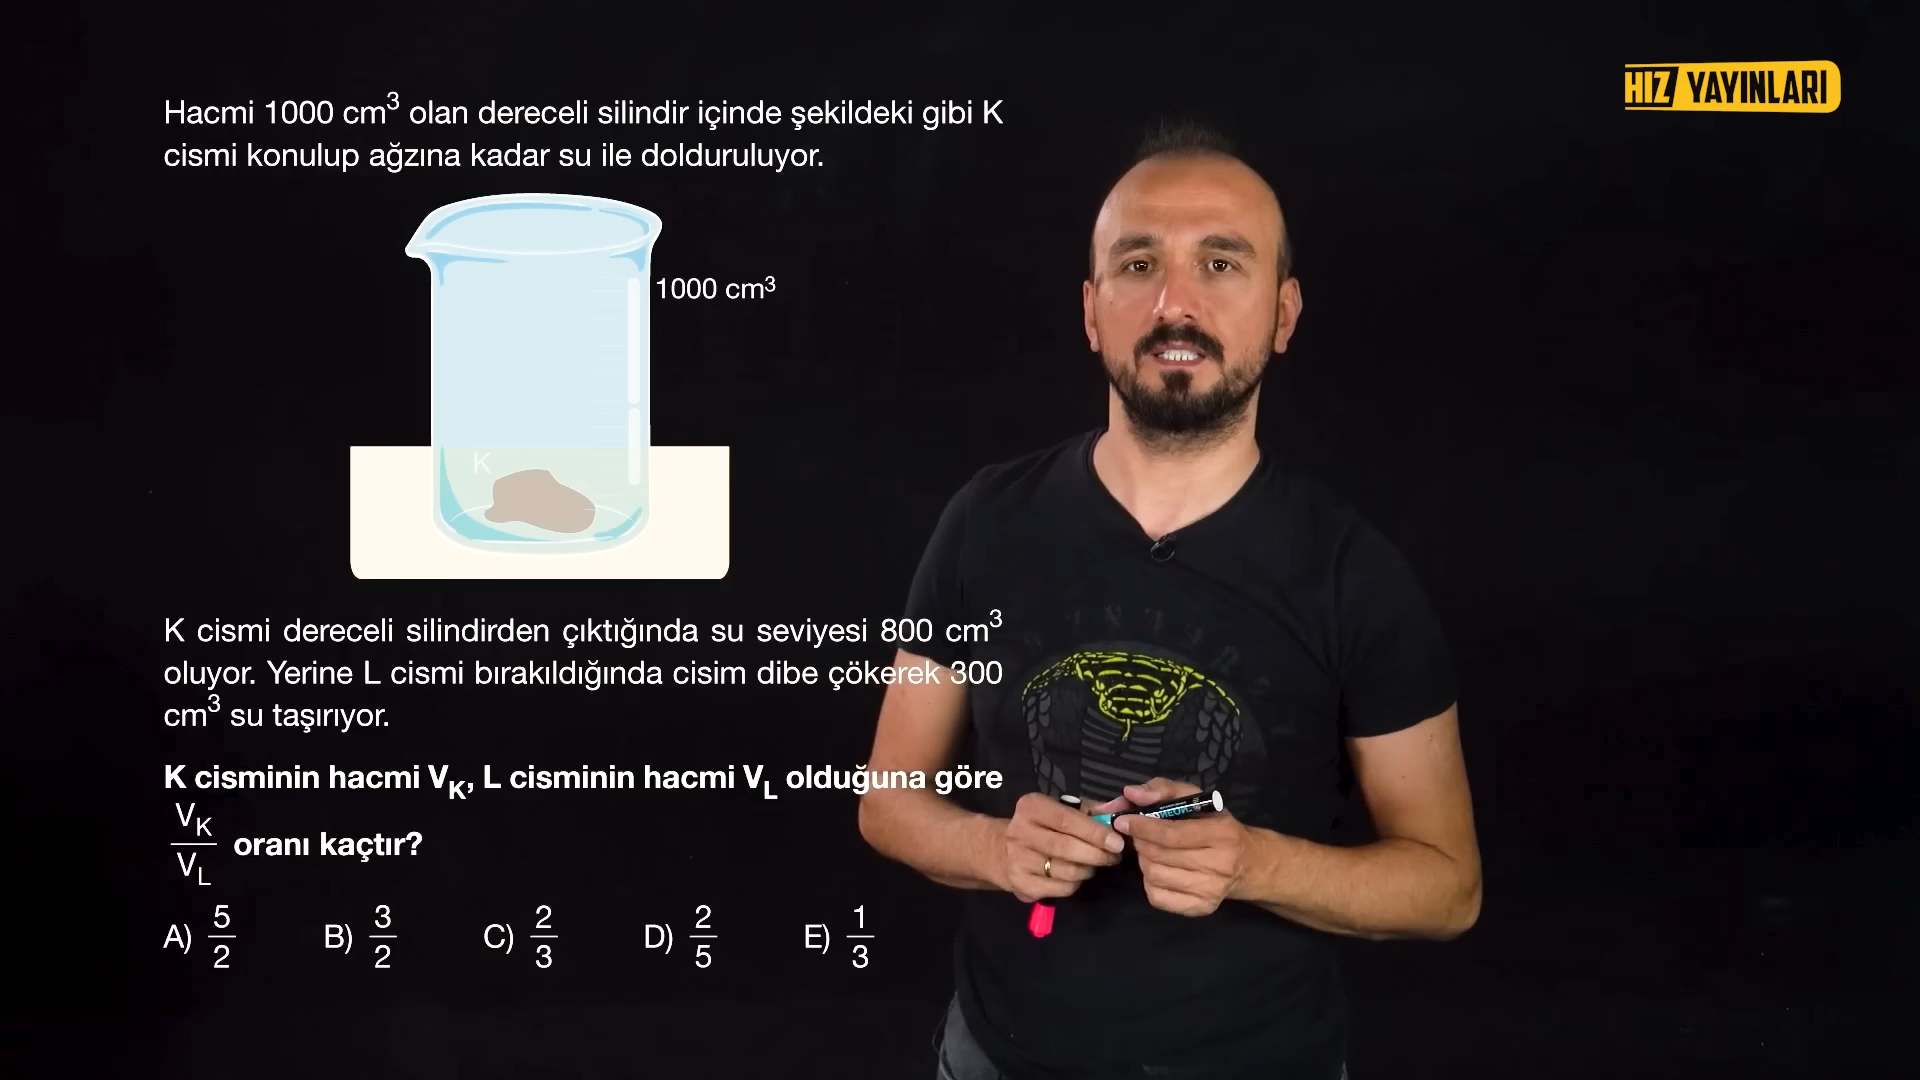 HIZ YAYINLARI
Hacmi 1000 cm³ olan dereceli silindir içinde şekildeki gibi K
cismi konulup ağzına kadar su ile dolduruluyor.
1000 cm³
K
K cismi dereceli silindirden çıktığında su seviyesi 800 cm³
oluyor. Yerine L cismi bırakıldığında cisim dibe çökerek 300
cm³ su taşırıyor.
K cisminin hacmi V_K, L cisminin hacmi V_L olduğuna göre
V_K/V_L oranı kaçtır?
A) 5/2 B) 3/2 C) 2/3 D) 2/5 E) 1/3